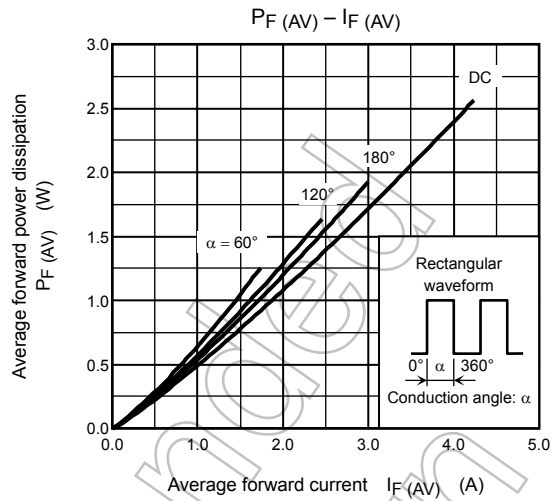 PF (AV) – IF (AV)
Average forward power dissipation
PF (AV) (W)
3.0
2.5
2.0
1.5
1.0
0.5
0.0
DC
180°
120°
α = 60°
Rectangular
waveform
0° α 360°
Conduction angle: α
0.0 1.0 2.0 3.0 4.0 5.0
Average forward current IF (AV) (A)